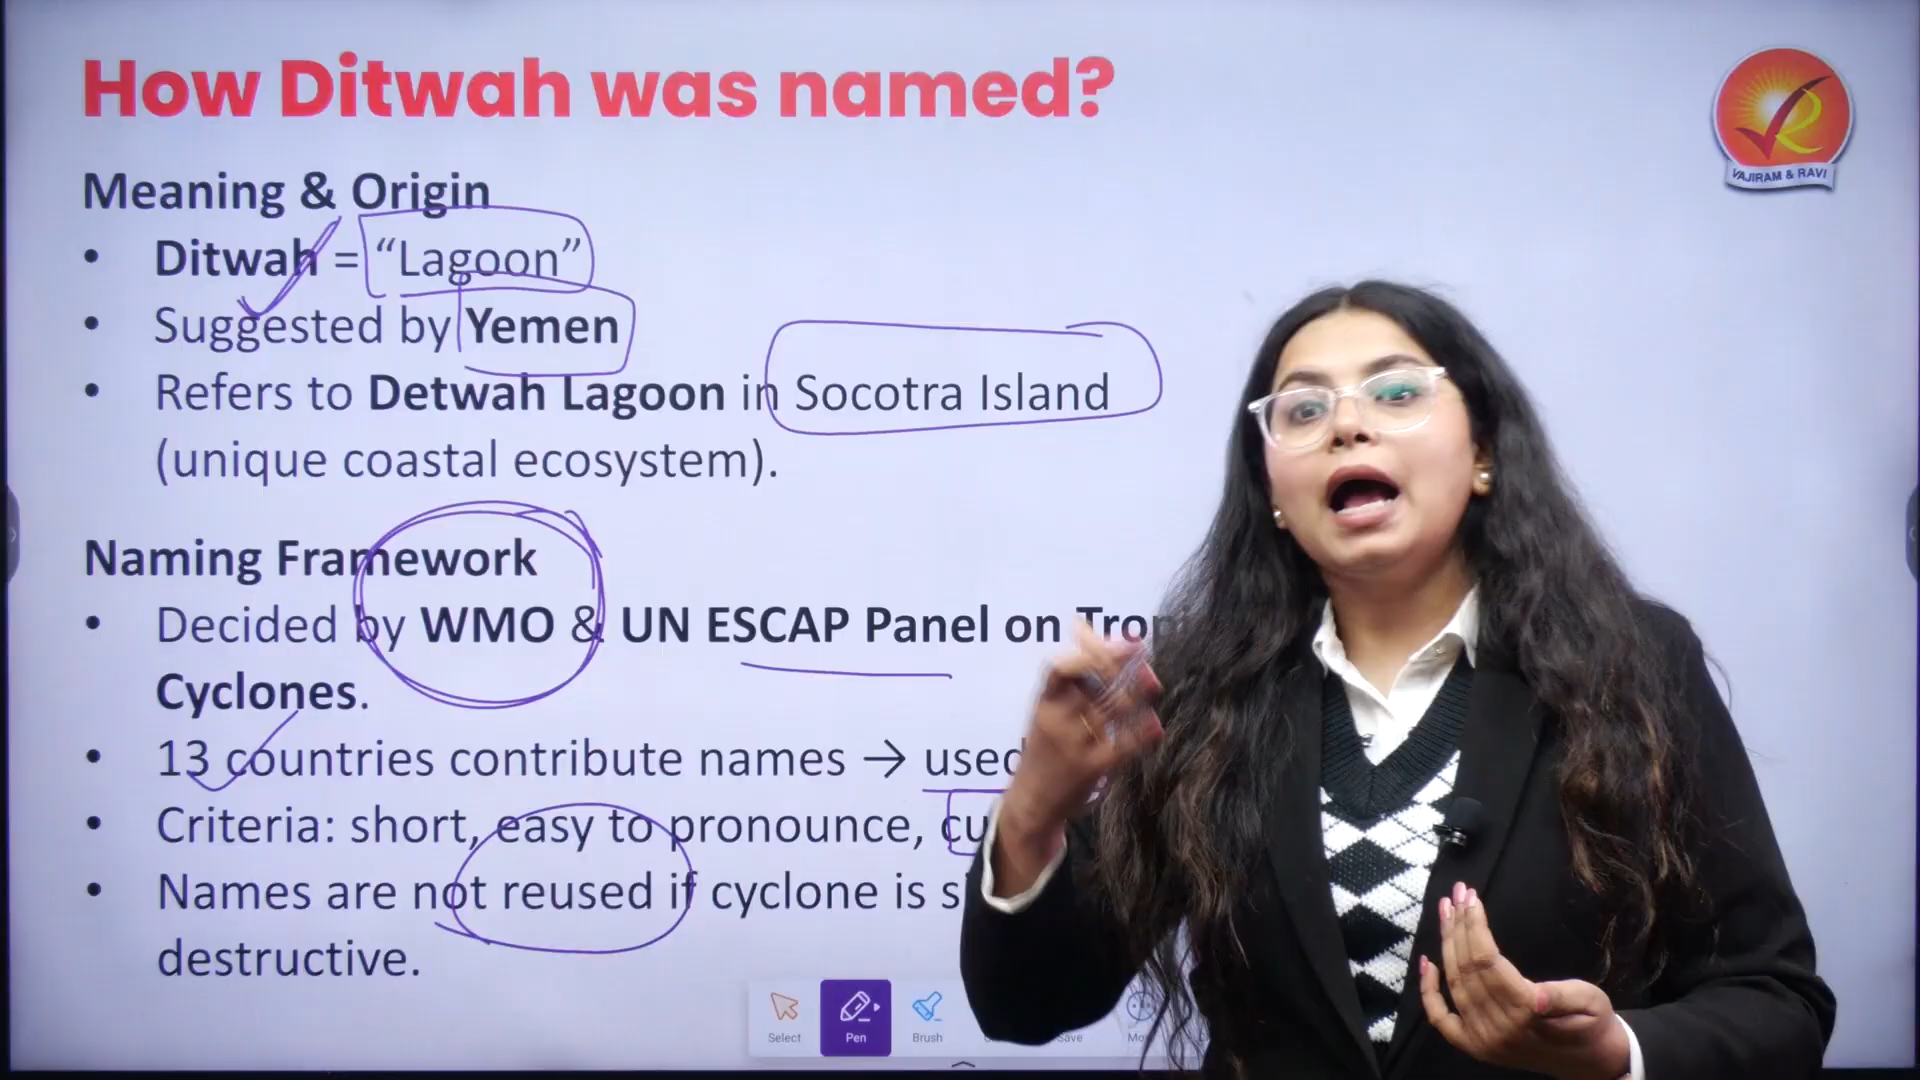 How Ditwah was named?
VAJIRAM & RAVI
Meaning & Origin
• Ditwah = “Lagoon”
• Suggested by Yemen
• Refers to Detwah Lagoon in Socotra Island
(unique coastal ecosystem).
Naming Framework
• Decided by WMO & UN ESCAP Panel on
Cyclones.
• 13 countries contribute names → used
• Criteria: short, easy to pronounce,
• Names are not reused if cyclone is
destructive.
Select Pen Brush Save